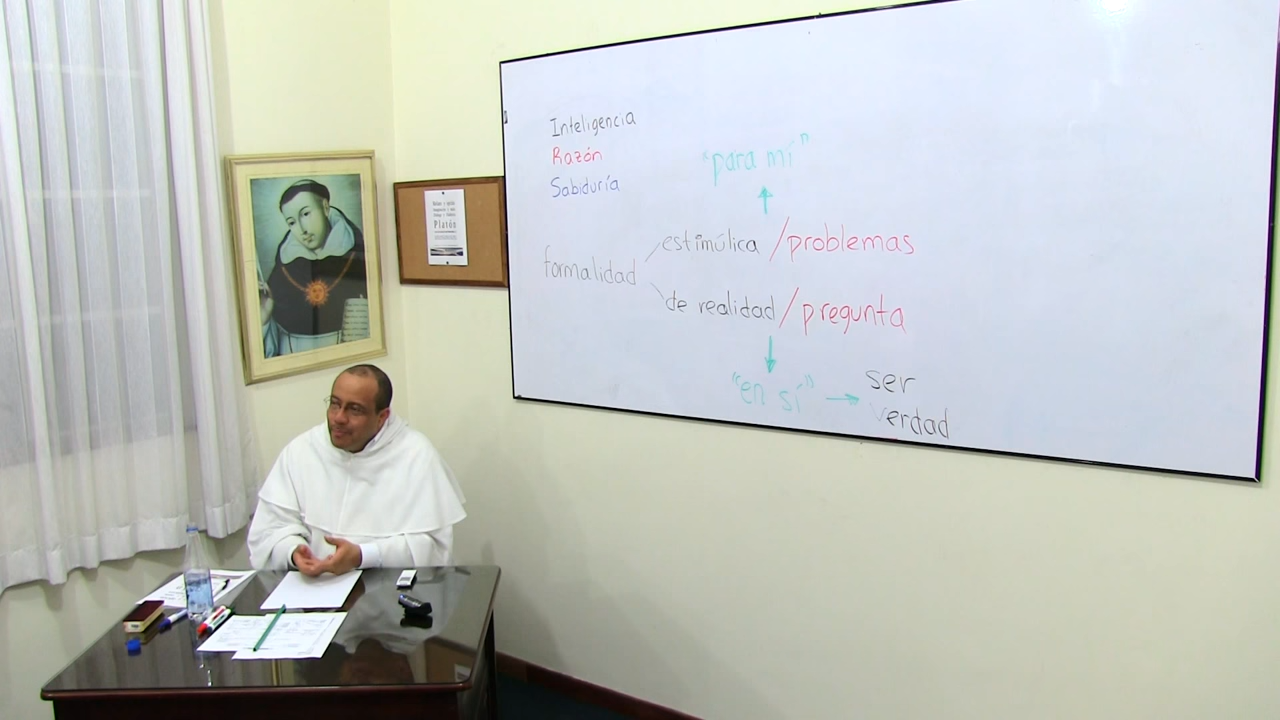 Inteligencia
Razón
Sabiduría
"para mí"
estimúlica / problemas
formalidad
de realidad / pregunta
"en sí" → ser
verdad
Platón